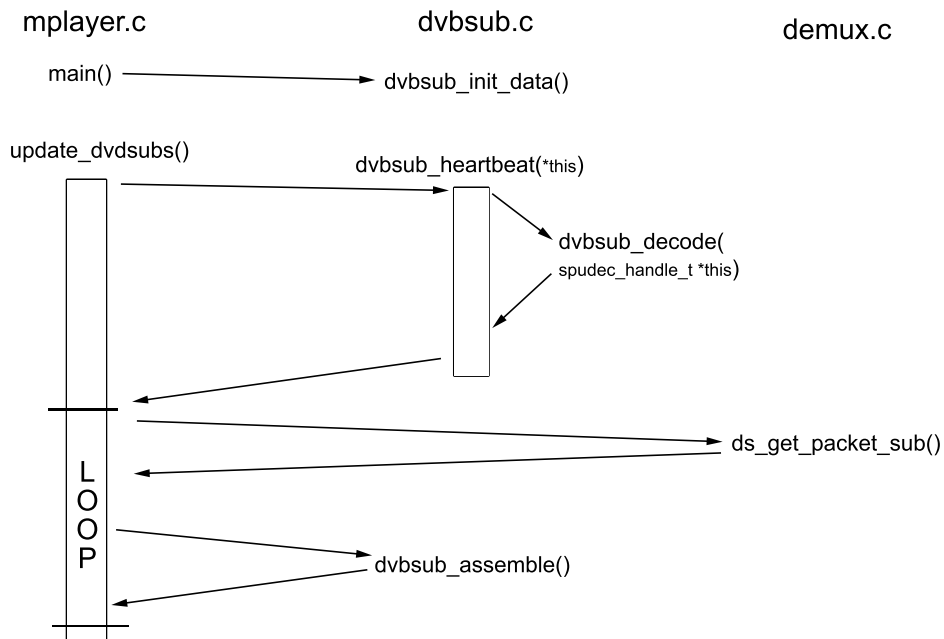 mplayer.c
dvbsub.c
demux.c
main()
dvbsub_init_data()
update_dvdsubs()
dvbsub_heartbeat(*this)
dvbsub_decode(
spudec_handle_t *this)
ds_get_packet_sub()
L
O
O
P
dvbsub_assemble()